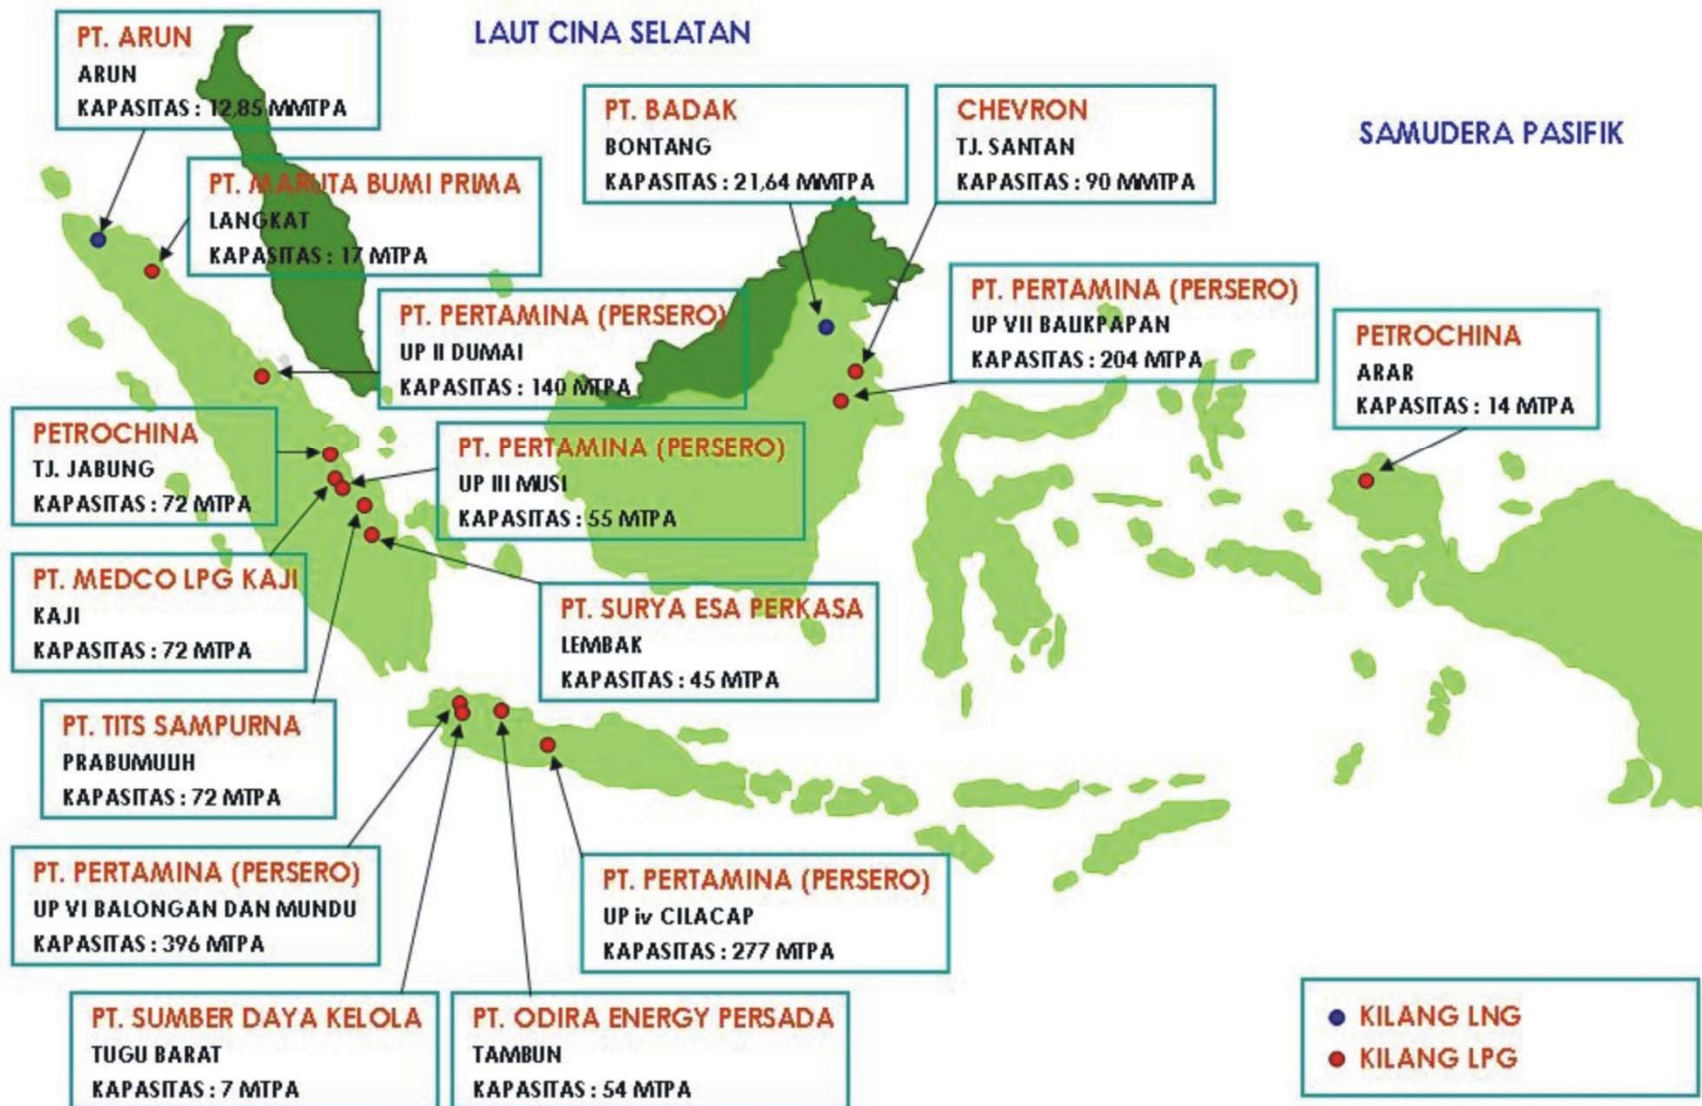 LAUT CINA SELATAN
SAMUDERA PASIFIK
PT. ARUN
ARUN
KAPASITAS : 12,85 MMTPA
PT. MARUTA BUMI PRIMA
LANGKAT
KAPASITAS : 17 MTPA
PT. BADAK
BONTANG
KAPASITAS : 21,64 MMTPA
CHEVRON
TJ. SANTAN
KAPASITAS : 90 MMTPA
PT. PERTAMINA (PERSERO)
UP II DUMAI
KAPASITAS : 140 MTPA
PT. PERTAMINA (PERSERO)
UP VII BALIKPAPAN
KAPASITAS : 204 MTPA
PETROCHINA
ARAR
KAPASITAS : 14 MTPA
PETROCHINA
TJ. JABUNG
KAPASITAS : 72 MTPA
PT. PERTAMINA (PERSERO)
UP III MUSI
KAPASITAS : 55 MTPA
PT. MEDCO LPG KAJI
KAJI
KAPASITAS : 72 MTPA
PT. SURYA ESA PERKASA
LEMBAK
KAPASITAS : 45 MTPA
PT. TITS SAMPURNA
PRABUMULIH
KAPASITAS : 72 MTPA
PT. PERTAMINA (PERSERO)
UP VI BALONGAN DAN MUNDU
KAPASITAS : 396 MTPA
PT. PERTAMINA (PERSERO)
UP iv CILACAP
KAPASITAS : 277 MTPA
PT. SUMBER DAYA KELOLA
TUGU BARAT
KAPASITAS : 7 MTPA
PT. ODIRA ENERGY PERSADA
TAMBUN
KAPASITAS : 54 MTPA
KILANG LNG
KILANG LPG